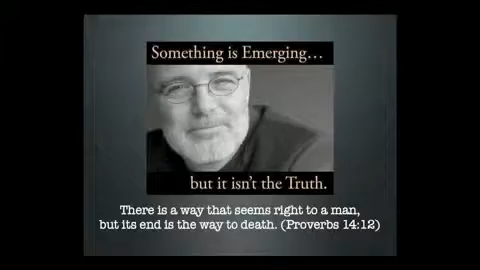 Something is Emerging...
but it isn't the Truth.
There is a way that seems right to a man,
but its end is the way to death. (Proverbs 14:12)